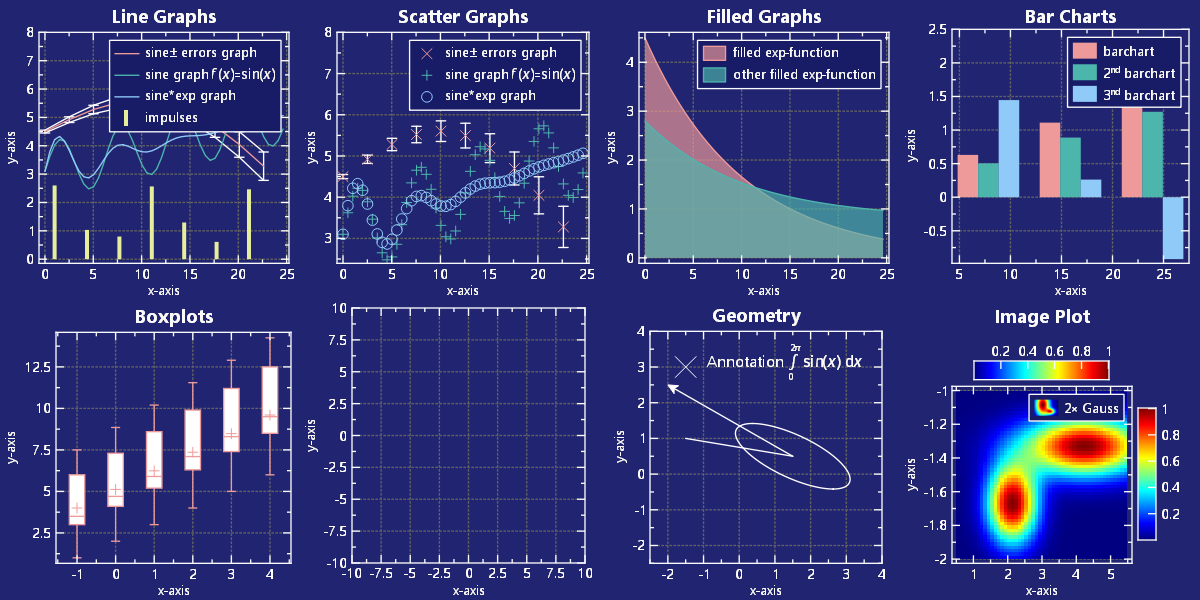 Line Graphs
8
7
6
5
4
3
2
1
0
y-axis
sine± errors graph
sine graph f(x)=sin(x)
sine*exp graph
impulses
0 5 10 15 20 25
x-axis
Scatter Graphs
8
7
6
5
4
3
y-axis
sine± errors graph
sine graph f(x)=sin(x)
sine*exp graph
0 5 10 15 20 25
x-axis
Filled Graphs
4
3
2
1
0
y-axis
filled exp-function
other filled exp-function
0 5 10 15 20 25
x-axis
Bar Charts
2.5
2
1.5
1
0.5
0
-0.5
y-axis
barchart
2nd barchart
3nd barchart
5 10 15 20 25
x-axis
Boxplots
12.5
10
7.5
5
2.5
y-axis
-1 0 1 2 3 4
x-axis
10
7.5
5
2.5
0
-2.5
-5
-7.5
-10
y-axis
-10 -7.5 -5 -2.5 0 2.5 5 7.5 10
x-axis
Geometry
4
3
2
1
0
-1
-2
y-axis
Annotation ∫₀²π sin(x) dx
-2 -1 0 1 2 3 4
x-axis
Image Plot
0.2 0.4 0.6 0.8 1
-1
-1.2
-1.4
-1.6
-1.8
-2
y-axis
2× Gauss
1
0.8
0.6
0.4
0.2
1 2 3 4 5
x-axis